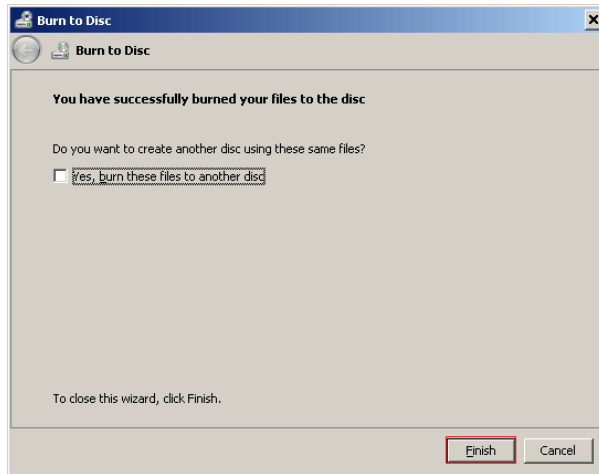 Burn to Disc
Burn to Disc
You have successfully burned your files to the disc
Do you want to create another disc using these same files?
Yes, burn these files to another disc
To close this wizard, click Finish.
Finish Cancel